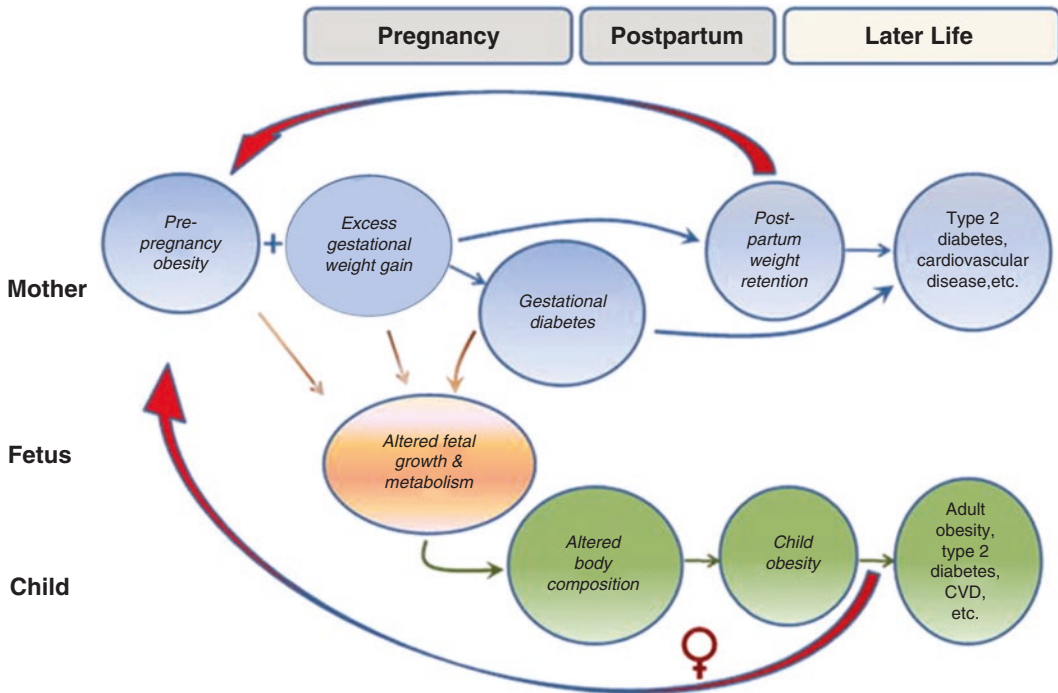 Pregnancy
Postpartum
Later Life
Mother
Pre-
pregnancy
obesity
+
Excess
gestational
weight gain
Gestational
diabetes
Post-
partum
weight
retention
Type 2
diabetes,
cardiovascular
disease,etc.
Fetus
Altered fetal
growth &
metabolism
Child
Altered
body
composition
Child
obesity
Adult
obesity,
type 2
diabetes,
CVD,
etc.
♀